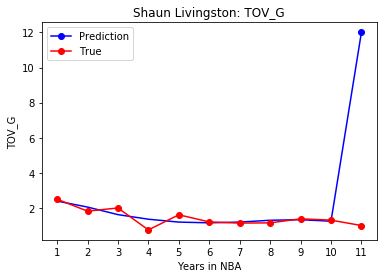 Shaun Livingston: TOV_G
Prediction
True
12
10
8
6
4
2
TOV_G
1 2 3 4 5 6 7 8 9 10 11
Years in NBA